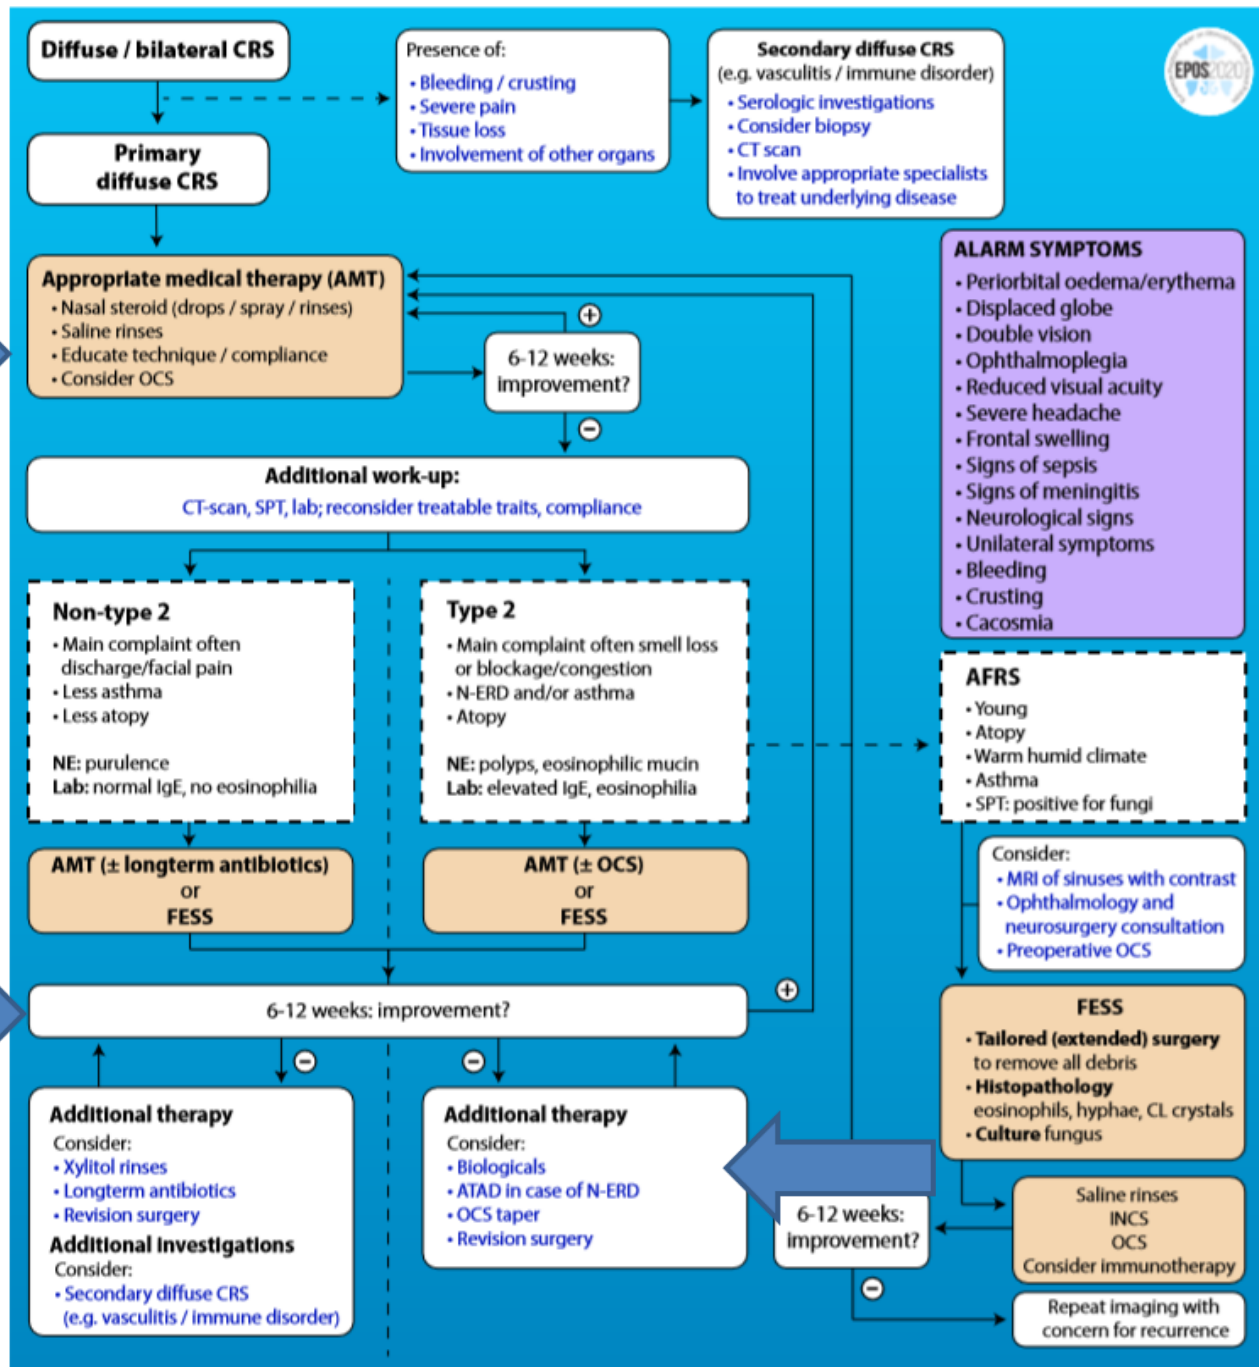 Diffuse / bilateral CRS
Presence of:
• Bleeding / crusting
• Severe pain
• Tissue loss
• Involvement of other organs
Secondary diffuse CRS
(e.g. vasculitis / immune disorder)
• Serologic investigations
• Consider biopsy
• CT scan
• Involve appropriate specialists
to treat underlying disease
EPOS2020
Primary
diffuse CRS
Appropriate medical therapy (AMT)
• Nasal steroid (drops / spray / rinses)
• Saline rinses
• Educate technique / compliance
• Consider OCS
+
6-12 weeks:
improvement?
−
ALARM SYMPTOMS
• Periorbital oedema/erythema
• Displaced globe
• Double vision
• Ophthalmoplegia
• Reduced visual acuity
• Severe headache
• Frontal swelling
• Signs of sepsis
• Signs of meningitis
• Neurological signs
• Unilateral symptoms
• Bleeding
• Crusting
• Cacosmia
Additional work-up:
CT-scan, SPT, lab; reconsider treatable traits, compliance
Non-type 2
• Main complaint often
discharge/facial pain
• Less asthma
• Less atopy
NE: purulence
Lab: normal IgE, no eosinophilia
Type 2
• Main complaint often smell loss
or blockage/congestion
• N-ERD and/or asthma
• Atopy
NE: polyps, eosinophilic mucin
Lab: elevated IgE, eosinophilia
AFRS
• Young
• Atopy
• Warm humid climate
• Asthma
• SPT: positive for fungi
AMT (± longterm antibiotics)
or
FESS
AMT (± OCS)
or
FESS
Consider:
• MRI of sinuses with contrast
• Ophthalmology and
neurosurgery consultation
• Preoperative OCS
6-12 weeks: improvement?
+
−
−
FESS
• Tailored (extended) surgery
to remove all debris
• Histopathology
eosinophils, hyphae, CL crystals
• Culture fungus
Additional therapy
Consider:
• Xylitol rinses
• Longterm antibiotics
• Revision surgery
Additional investigations
Consider:
• Secondary diffuse CRS
(e.g. vasculitis / immune disorder)
Additional therapy
Consider:
• Biologicals
• ATAD in case of N-ERD
• OCS taper
• Revision surgery
6-12 weeks:
improvement?
−
Saline rinses
INCS
OCS
Consider immunotherapy
Repeat imaging with
concern for recurrence